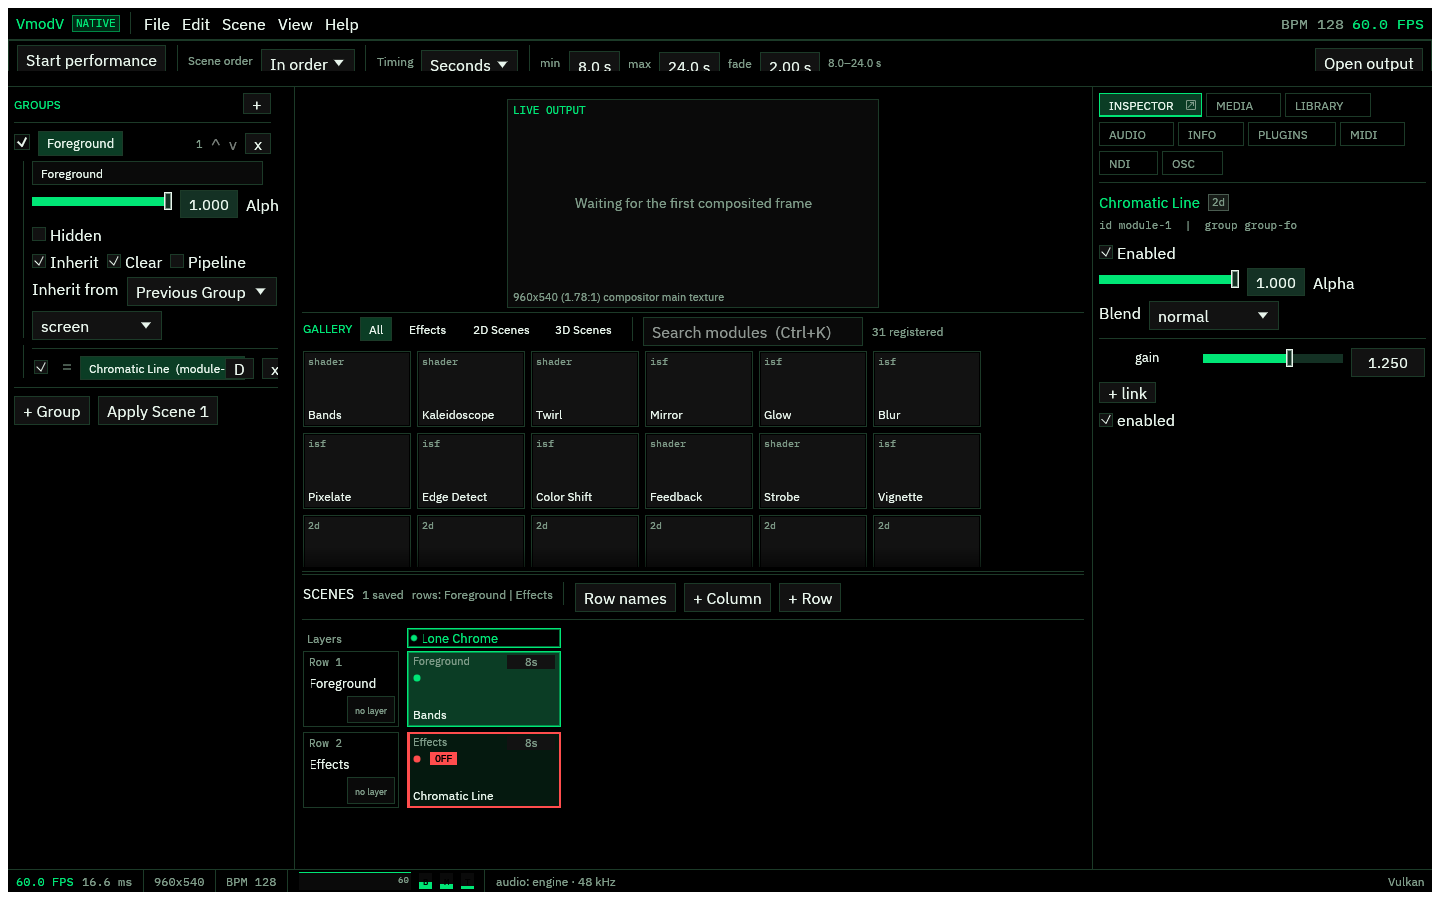 VmodV NATIVE File Edit Scene View Help BPM 128 60.0 FPS
Start performance Scene order In order Timing Seconds min 8.0 s max 24.0 s fade 2.00 s 8.0–24.0 s Open output
GROUPS +
Foreground 1 ^ v x
Foreground
1.000 Alph
Hidden
Inherit Clear Pipeline
Inherit from Previous Group
screen
= Chromatic Line (module- D x
+ Group Apply Scene 1
LIVE OUTPUT
Waiting for the first composited frame
960x540 (1.78:1) compositor main texture
GALLERY All Effects 2D Scenes 3D Scenes Search modules (Ctrl+K) 31 registered
shader shader shader isf isf isf
Bands Kaleidoscope Twirl Mirror Glow Blur
isf isf isf shader shader isf
Pixelate Edge Detect Color Shift Feedback Strobe Vignette
2d 2d 2d 2d 2d 2d
SCENES 1 saved rows: Foreground | Effects Row names + Column + Row
Layers Lone Chrome
Row 1 Foreground 8s
Foreground
no layer Bands
Row 2 Effects 8s
Effects OFF
no layer Chromatic Line
INSPECTOR MEDIA LIBRARY
AUDIO INFO PLUGINS MIDI
NDI OSC
Chromatic Line 2d
id module-1 | group group-fo
Enabled
1.000 Alpha
Blend normal
gain 1.250
+ link
enabled
60.0 FPS 16.6 ms 960x540 BPM 128 60 audio: engine · 48 kHz Vulkan